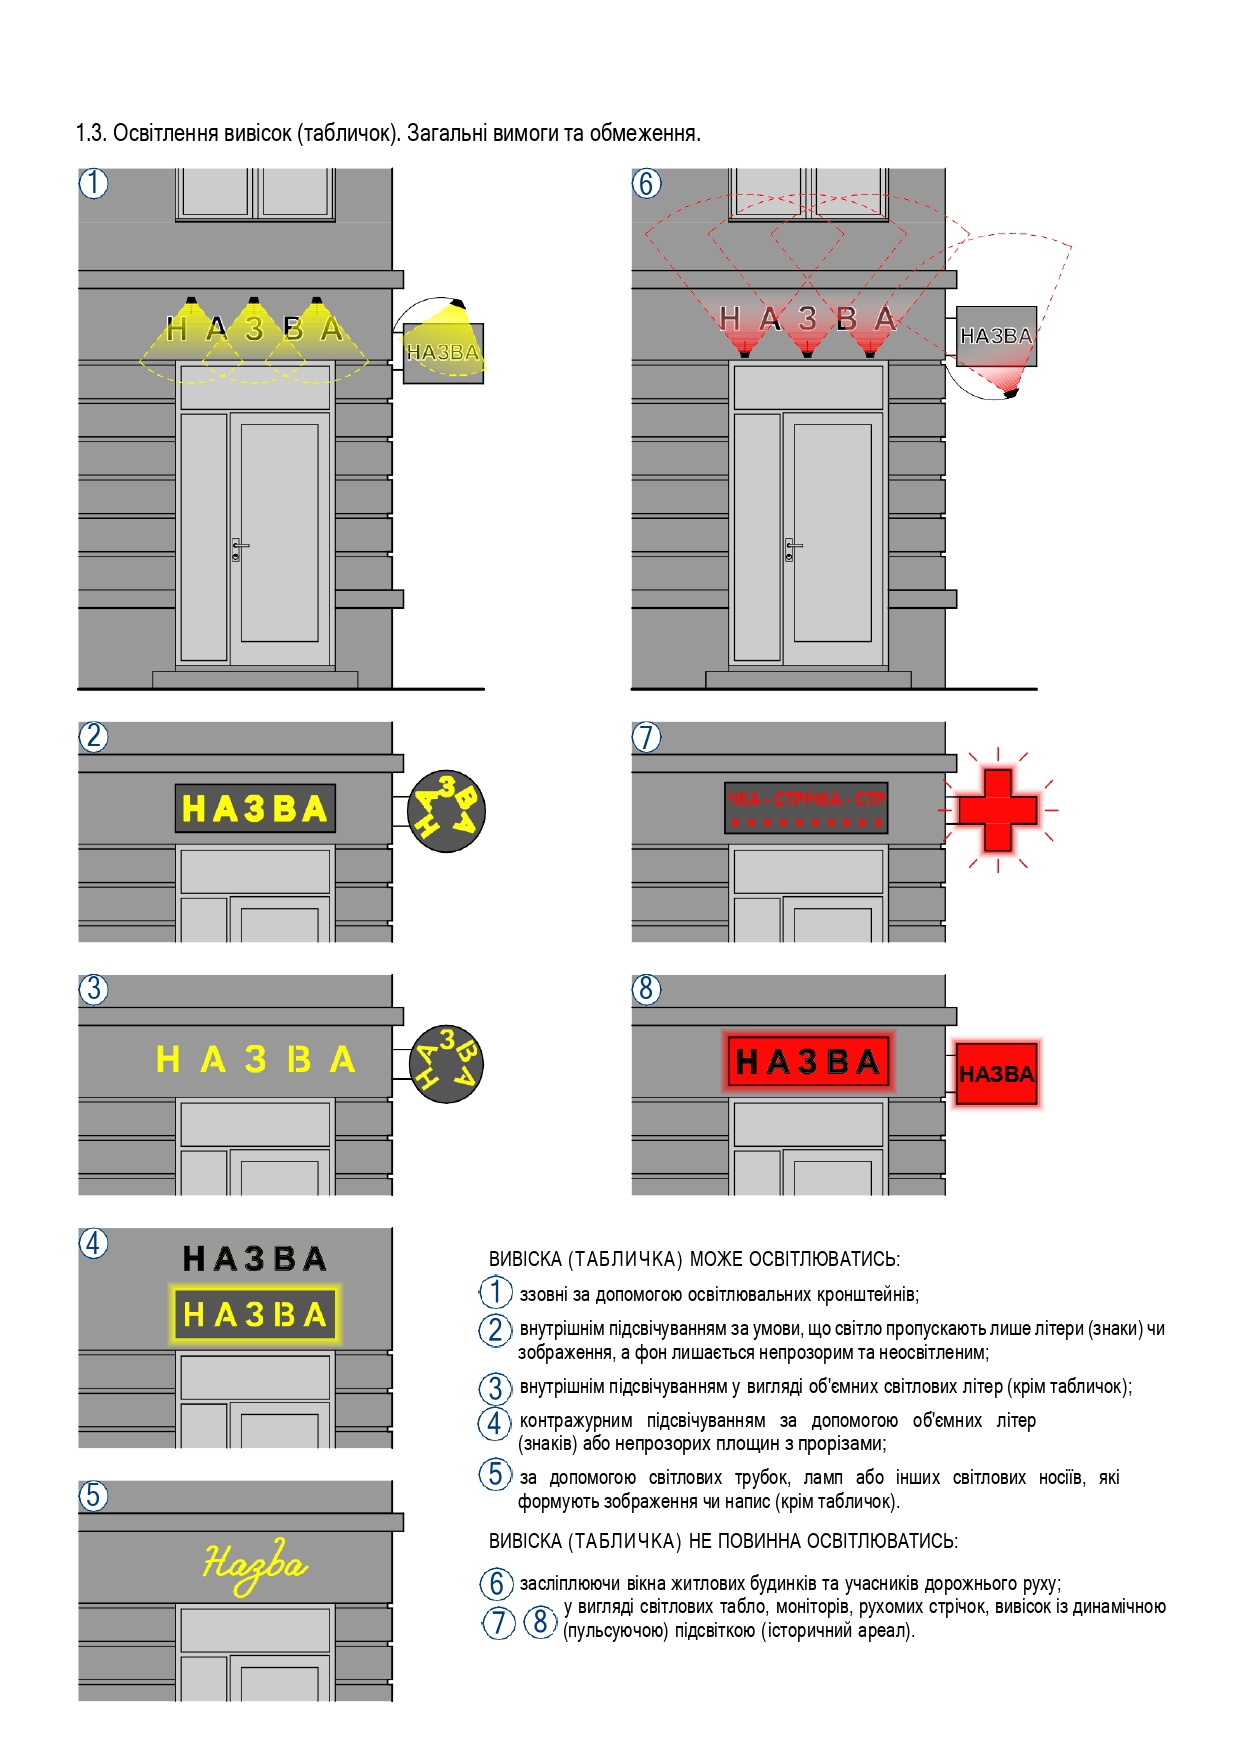 1.3. Освітлення вивісок (табличок). Загальні вимоги та обмеження.
1
НАЗВА
НАЗВА
6
НАЗВА
НАЗВА
2
НАЗВА
НАЗВА
7
ЧКА - СТРІЧКА - СТР
» » » » » » » » » »
3
НАЗВА
НАЗВА
8
НАЗВА
НАЗВА
4
НАЗВА
НАЗВА
5
Назва
ВИВІСКА (ТАБЛИЧКА) МОЖЕ ОСВІТЛЮВАТИСЬ:
1 ззовні за допомогою освітлювальних кронштейнів;
2 внутрішнім підсвічуванням за умови, що світло пропускають лише літери (знаки) чи
зображення, а фон лишається непрозорим та неосвітленим;
3 внутрішнім підсвічуванням у вигляді об'ємних світлових літер (крім табличок);
4 контражурним підсвічуванням за допомогою об'ємних літер
(знаків) або непрозорих площин з прорізами;
5 за допомогою світлових трубок, ламп або інших світлових носіїв, які
формують зображення чи напис (крім табличок).
ВИВІСКА (ТАБЛИЧКА) НЕ ПОВИННА ОСВІТЛЮВАТИСЬ:
6 засліплюючи вікна житлових будинків та учасників дорожнього руху;
7 8 у вигляді світлових табло, моніторів, рухомих стрічок, вивісок із динамічною
(пульсуючою) підсвіткою (історичний ареал).